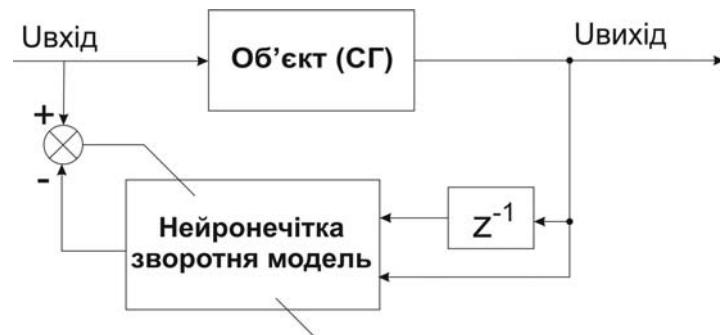 Uвхід
Об’єкт (СГ)
Uвихід
+
-
Нейронечітка
зворотня модель
z⁻¹